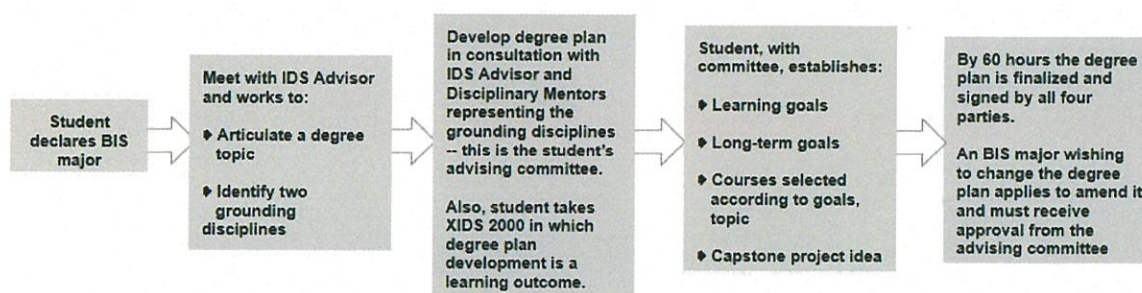 Student
declares BIS
major
Meet with IDS Advisor
and works to:
Articulate a degree
topic
Identify two
grounding
disciplines
Develop degree plan
in consultation with
IDS Advisor and
Disciplinary Mentors
representing the
grounding disciplines
-- this is the student's
advising committee.
Also, student takes
XIDS 2000 in which
degree plan
development is a
learning outcome.
Student, with
committee, establishes:
Learning goals
Long-term goals
Courses selected
according to goals,
topic
Capstone project idea
By 60 hours the degree
plan is finalized and
signed by all four
parties.
An BIS major wishing
to change the degree
plan applies to amend it
and must receive
approval from the
advising committee